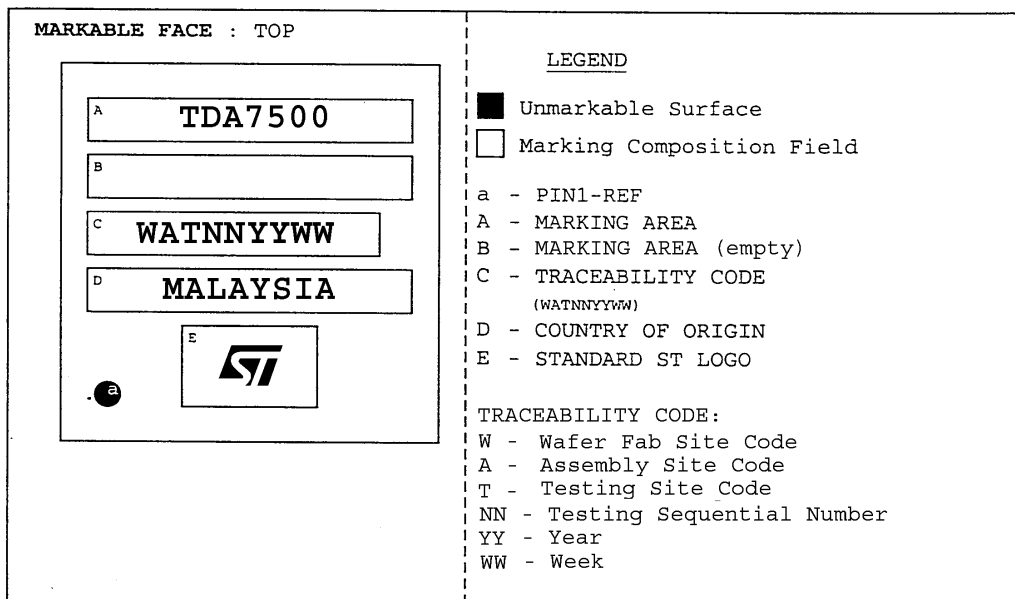 MARKABLE FACE : TOP
A TDA7500
B
C WATNNYYWW
D MALAYSIA
E ST
a
LEGEND
Unmarkable Surface
Marking Composition Field
a - PIN1-REF
A - MARKING AREA
B - MARKING AREA (empty)
C - TRACEABILITY CODE
(WATNNYYWW)
D - COUNTRY OF ORIGIN
E - STANDARD ST LOGO
TRACEABILITY CODE:
W - Wafer Fab Site Code
A - Assembly Site Code
T - Testing Site Code
NN - Testing Sequential Number
YY - Year
WW - Week